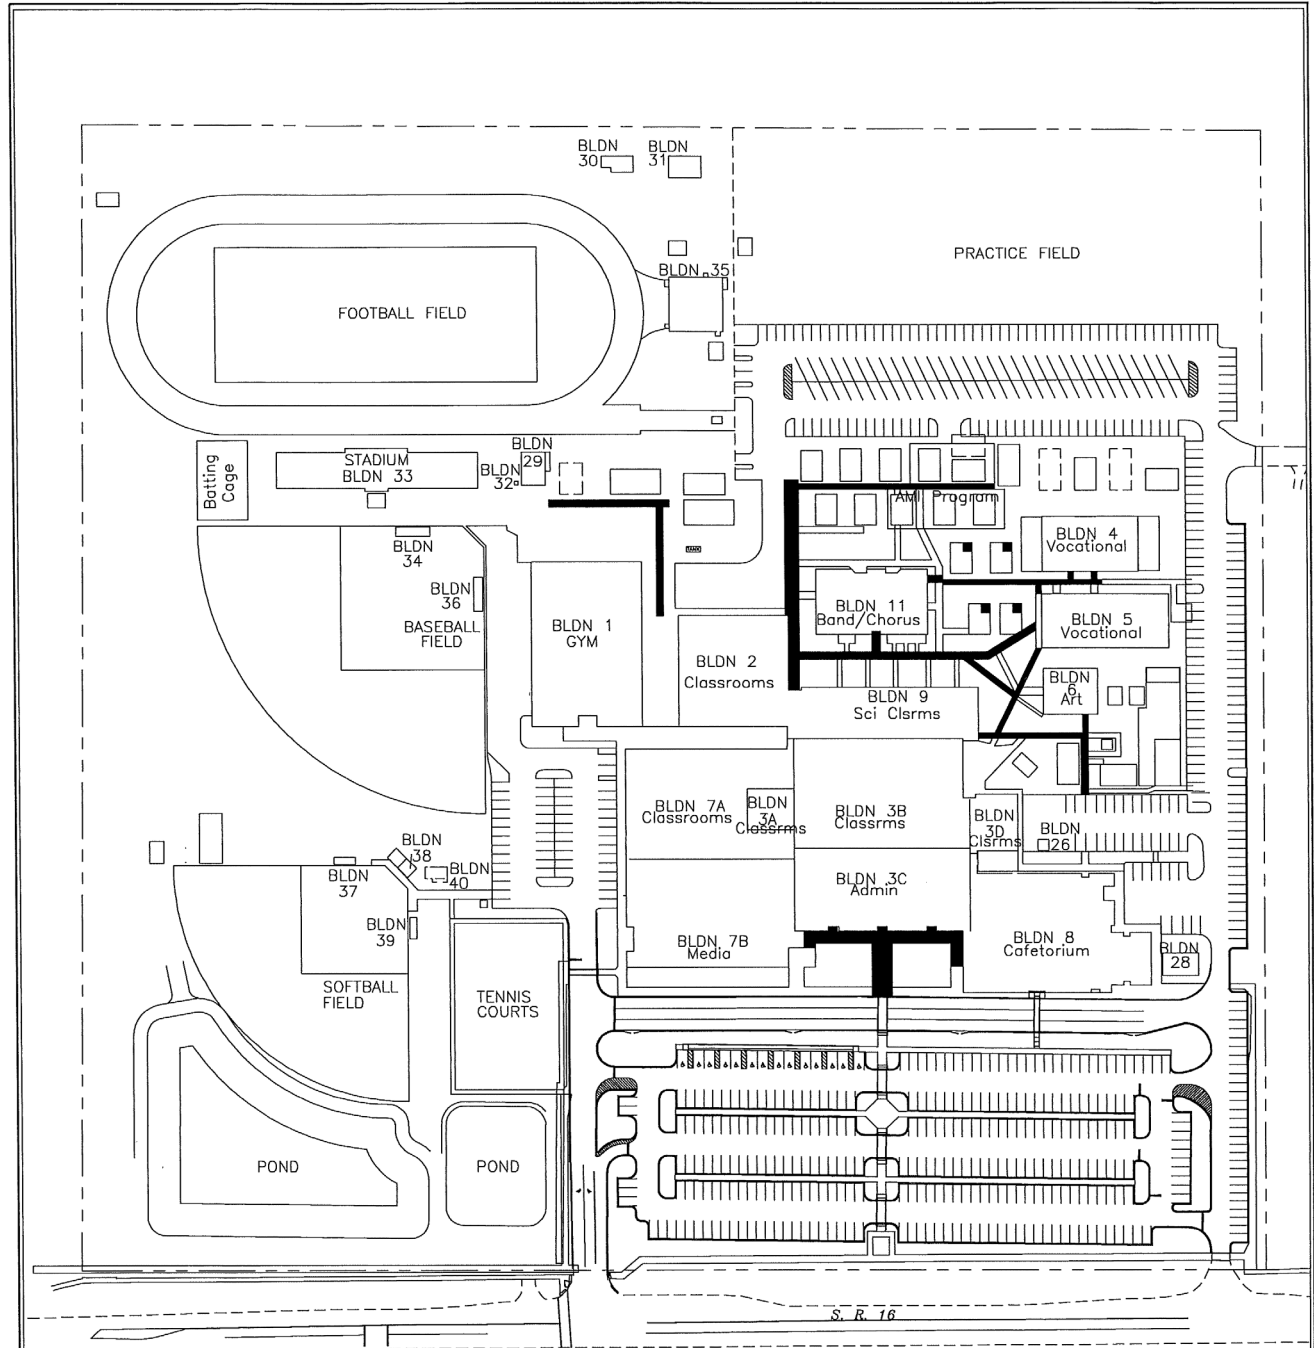 BLDN
30
BLDN
31
PRACTICE FIELD
BLDN 35
FOOTBALL FIELD
Batting
Cage
STADIUM
BLDN 33
BLDN
32
BLDN
29
AMI Program
BLDN 4
Vocational
BLDN
34
TANK
BLDN
36
BASEBALL
FIELD
BLDN 1
GYM
BLDN 11
Band/Chorus
BLDN 5
Vocational
BLDN 2
Classrooms
BLDN
6
Art
BLDN 9
Sci Clsrms
BLDN 7A
Classrooms
BLDN
3A
Classrms
BLDN 3B
Classrms
BLDN
3D
Clsrms
BLDN
26
BLDN
38
BLDN
37
BLDN
40
BLDN 3C
Admin
BLDN
39
BLDN 7B
Media
BLDN 8
Cafetorium
BLDN
28
SOFTBALL
FIELD
TENNIS
COURTS
POND
POND
S. R. 16